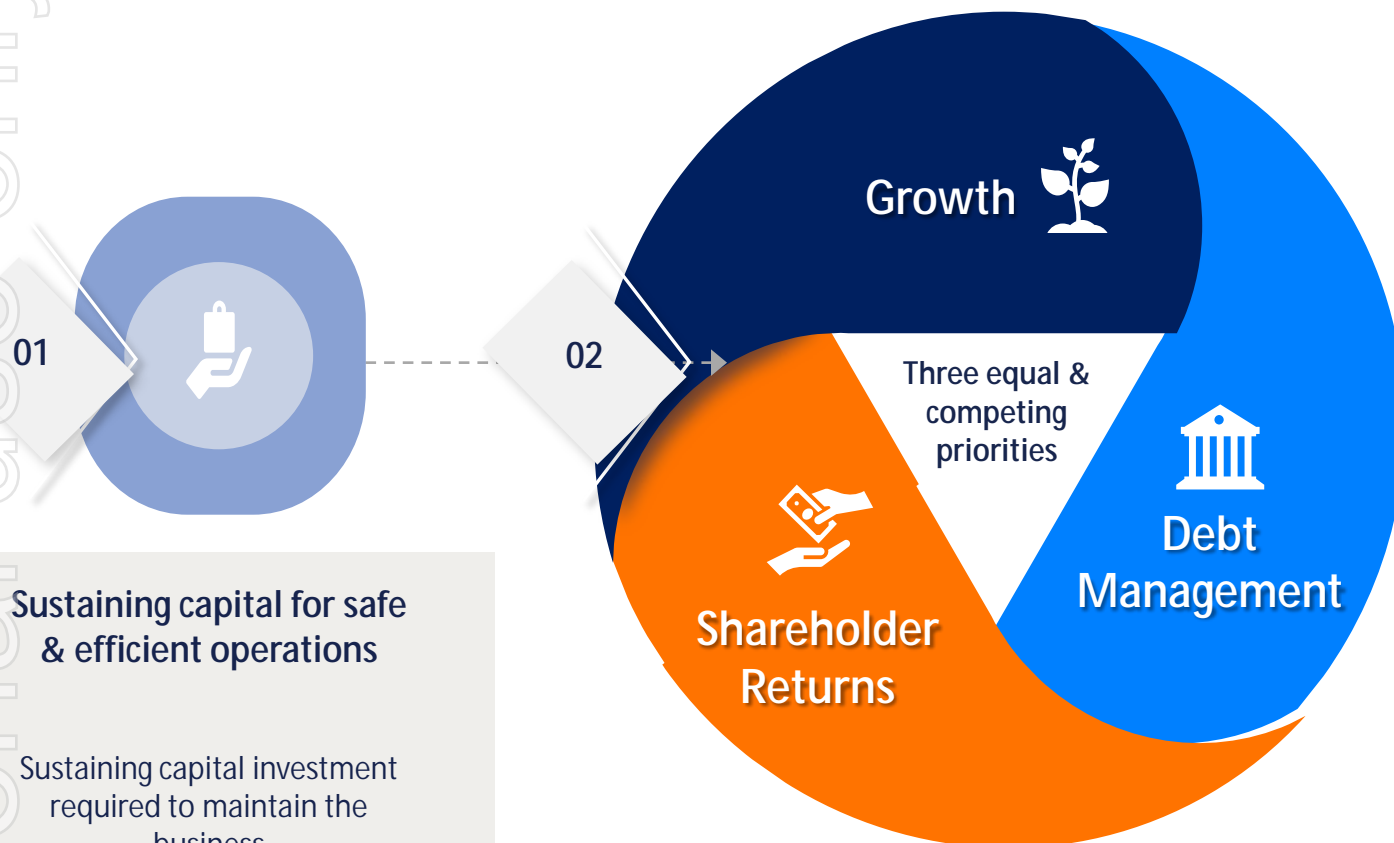 01
Sustaining capital for safe
& efficient operations
Sustaining capital investment
required to maintain the
business
02
Growth
Three equal &
competing
priorities
Debt
Management
Shareholder
Returns